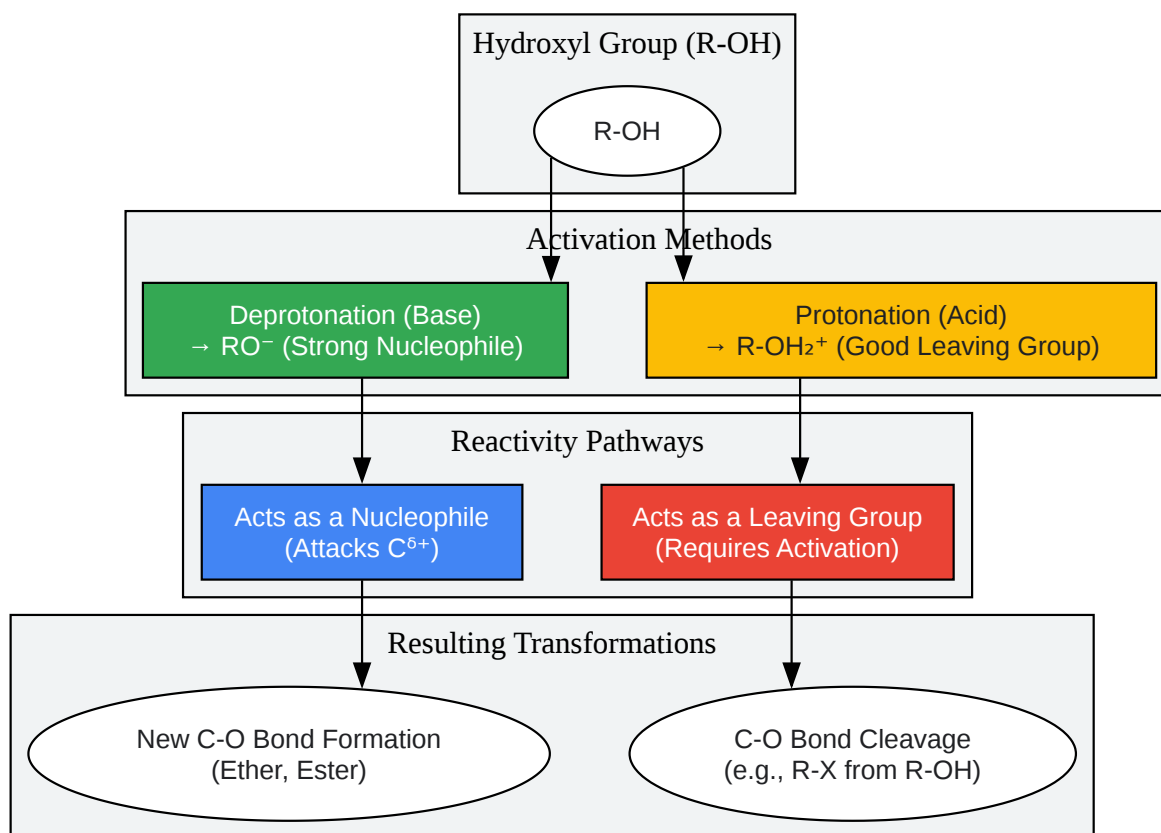 Hydroxyl Group (R-OH)
R-OH
Activation Methods
Deprotonation (Base)
→ RO⁻ (Strong Nucleophile)
Protonation (Acid)
→ R-OH₂⁺ (Good Leaving Group)
Reactivity Pathways
Acts as a Nucleophile
(Attacks C^δ+)
Acts as a Leaving Group
(Requires Activation)
Resulting Transformations
New C-O Bond Formation
(Ether, Ester)
C-O Bond Cleavage
(e.g., R-X from R-OH)